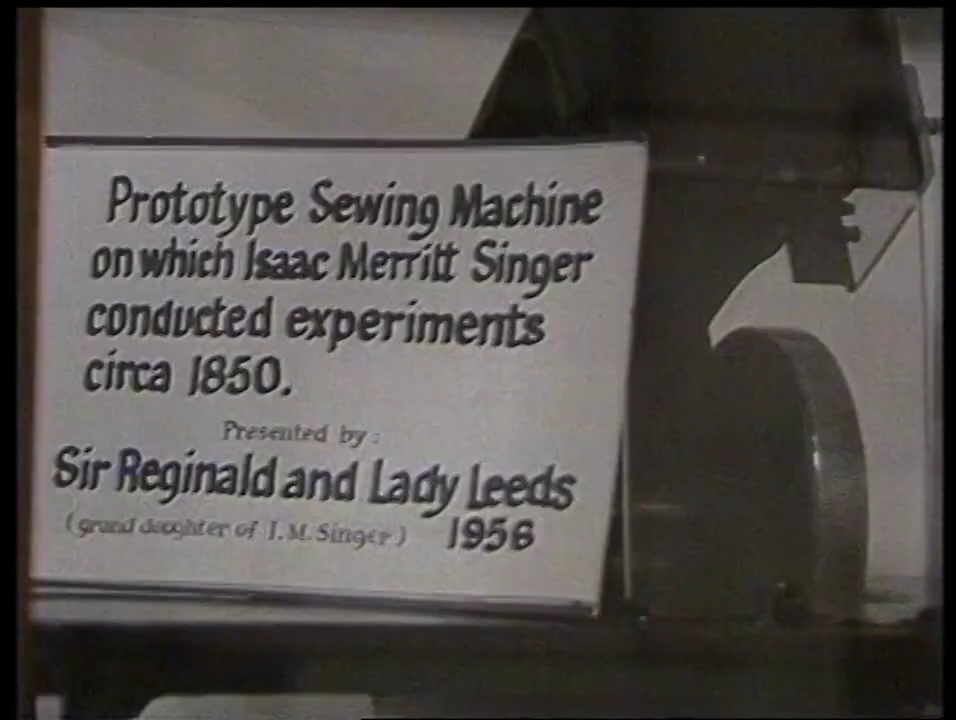 Prototype Sewing Machine
on which Isaac Merritt Singer
conducted experiments
circa 1850.
Presented by:
Sir Reginald and Lady Leeds
(grand daughter of I.M. Singer) 1956